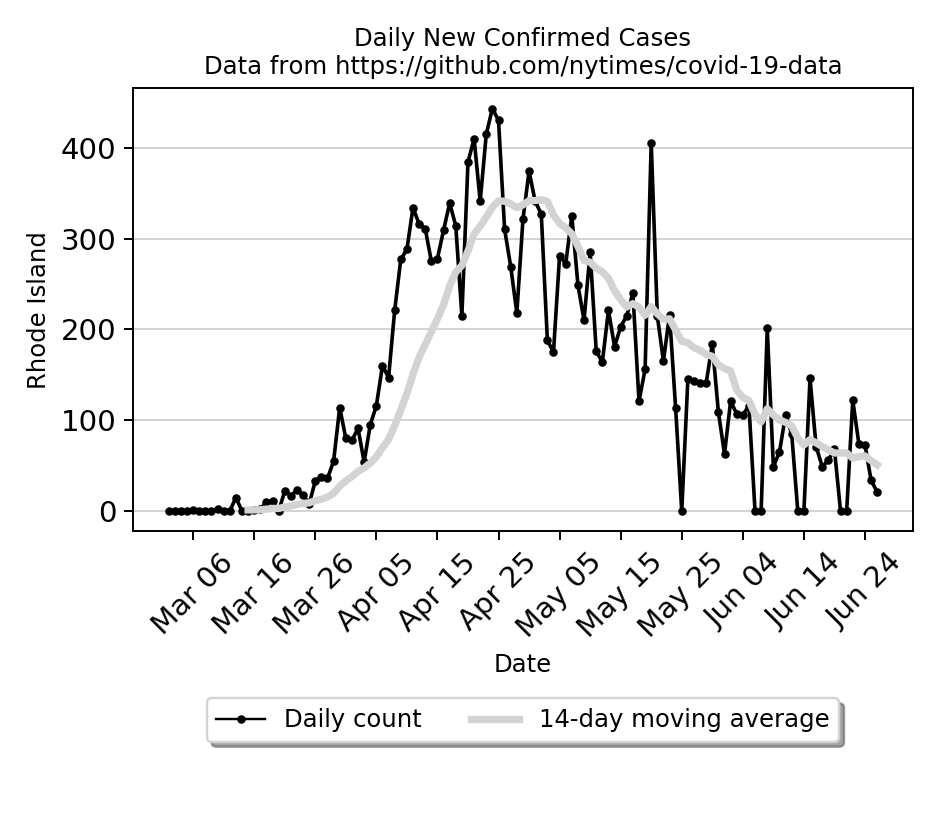 Daily New Confirmed Cases
Data from https://github.com/nytimes/covid-19-data
Rhode Island
400
300
200
100
0
Mar 06
Mar 16
Mar 26
Apr 05
Apr 15
Apr 25
May 05
May 15
May 25
Jun 04
Jun 14
Jun 24
Date
Daily count
14-day moving average